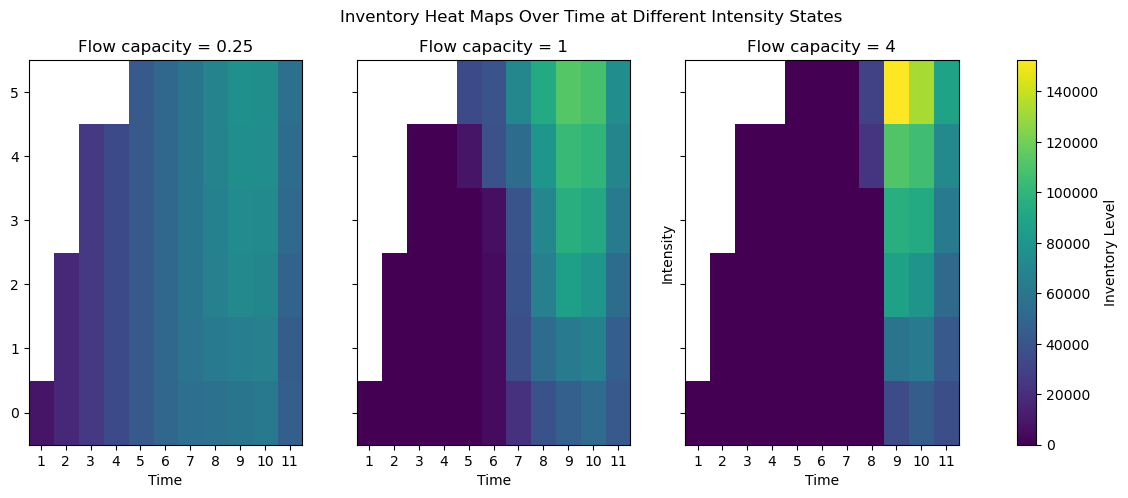 Inventory Heat Maps Over Time at Different Intensity States
Flow capacity = 0.25
5
4
3
2
1
0
1 2 3 4 5 6 7 8 9 10 11
Time
Flow capacity = 1
1 2 3 4 5 6 7 8 9 10 11
Time
Flow capacity = 4
Intensity
1 2 3 4 5 6 7 8 9 10 11
Time
140000
120000
100000
80000
60000
40000
20000
0
Inventory Level